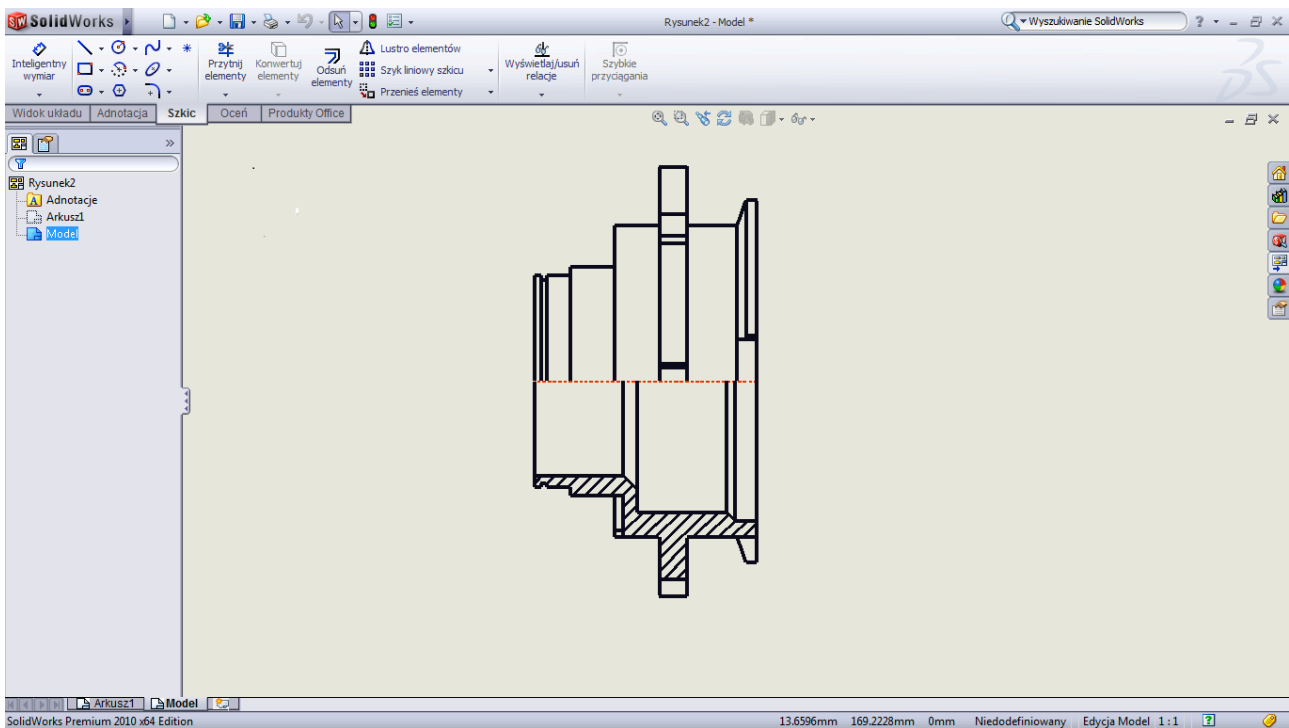 SolidWorks
Rysunek2 - Model *
Wyszukiwanie SolidWorks
?
Inteligentny wymiar
Przytnij elementy
Konwertuj elementy
Odsuń elementy
Lustro elementów
Szyk liniowy szkicu
Przenieś elementy
Wyświetlaj/usuń relacje
Szybkie przyciągania
Widok układu Adnotacja Szkic Oceń Produkty Office
Rysunek2
Adnotacje
Arkusz1
Model
Arkusz1 Model
SolidWorks Premium 2010 x64 Edition 13.6596mm 169.2228mm 0mm Niedodefiniowany Edycja Model 1 : 1